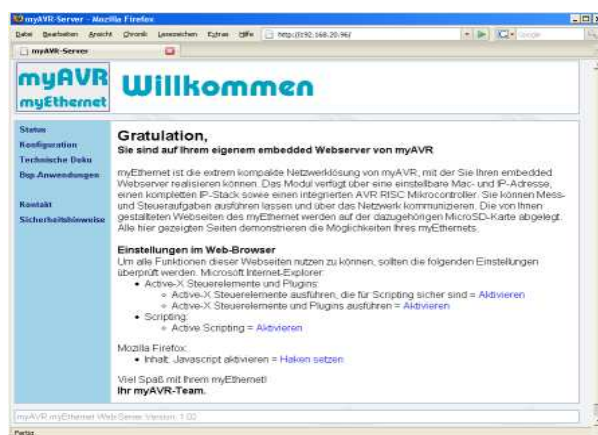 myAVR-Server - Mozilla Firefox
Datei Bearbeiten Ansicht Chronik Lesezeichen Extras Hilfe
myAVR-Server
myAVR
myEthernet
Willkommen
Status
Konfiguration
Technische Doku
Bsp.Anwendungen
Kontakt
Sicherheitshinweise
Gratulation,
Sie sind auf Ihrem eigenem embedded Webserver von myAVR
myEthernet ist die extrem kompakte Netzwerklösung von myAVR, mit der Sie Ihren embedded
Webserver realisieren können. Das Modul verfügt über eine einstellbare Mac- und IP-Adresse,
einen kompletten IP-Stack sowie einen integrierten AVR RISC Mikrocontroller. Sie können Mess-
und Steueraufgaben ausführen lassen und über das Netzwerk kommunizieren. Die von Ihnen
gestallteten Webseiten des myEthernet werden auf der dazugehörigen MicroSD-Karte abgelegt.
Alle hier gezeigten Seiten demonstrieren die Möglichkeiten Ihres myEthernets.
Einstellungen im Web-Browser
Um alle Funktionen dieser Webseiten nutzen zu können, sollten die folgenden Einstellungen
überprüft werden. Microsoft Internet-Explorer:
Active-X Steuerelemente und Plugins:
Active-X Steuerelemente ausführen, die für Scripting sicher sind = Aktivieren
Active-X Steuerelemente und Plugins ausführen = Aktivieren
Scripting:
Active Scripting = Aktivieren
Mozilla Firefox:
Inhalt: Javascript aktivieren = Haken setzen
Viel Spaß mit Ihrem myEthernet!
Ihr myAVR-Team.
myAVR myEthernet Web Server Version: 1.00
Fertig